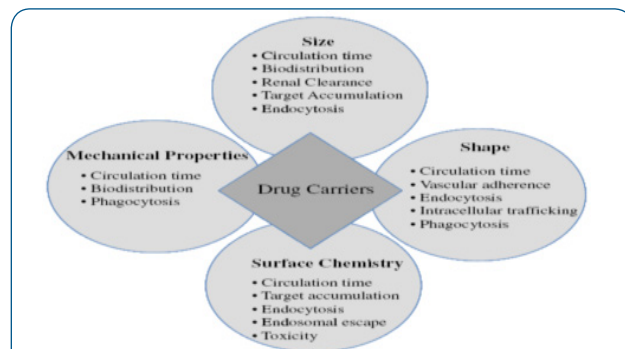 Size
• Circulation time
• Biodistribution
• Renal Clearance
• Target Accumulation
• Endocytosis
Mechanical Properties
• Circulation time
• Biodistribution
• Phagocytosis
Drug Carriers
Shape
• Circulation time
• Vascular adherence
• Endocytosis
• Intracellular trafficking
• Phagocytosis
Surface Chemistry
• Circulation time
• Target accumulation
• Endocytosis
• Endosomal escape
• Toxicity